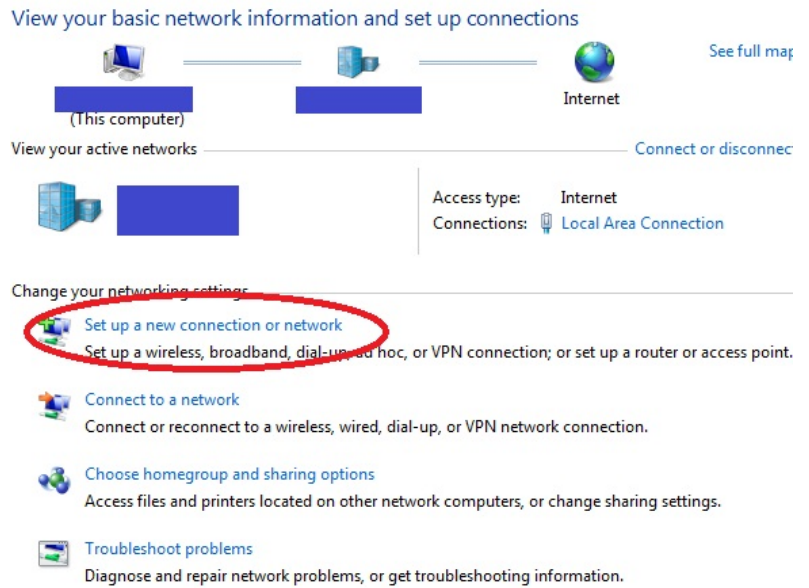 View your basic network information and set up connections
See full map
Internet
(This computer)
View your active networks
Connect or disconnect
Access type: Internet
Connections: Local Area Connection
Change your networking settings
Set up a new connection or network
Set up a wireless, broadband, dial-up, ad hoc, or VPN connection; or set up a router or access point.
Connect to a network
Connect or reconnect to a wireless, wired, dial-up, or VPN network connection.
Choose homegroup and sharing options
Access files and printers located on other network computers, or change sharing settings.
Troubleshoot problems
Diagnose and repair network problems, or get troubleshooting information.